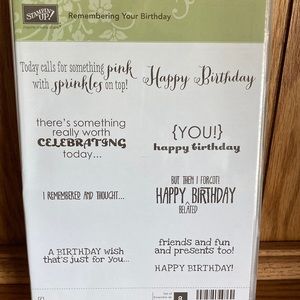 STAMPIN' UP!
Remembering Your Birthday
Today calls for something pink
with sprinkles on top!
Happy Birthday
there's something
really worth
CELEBRATING
today...
{YOU!}
happy birthday
I REMEMBERED AND THOUGHT...
BUT THEN I FORGOT!
HAPPY BIRTHDAY
BELATED
A BIRTHDAY wish
that's just for you...
friends and fun
and presents too!
HAPPY BIRTHDAY!